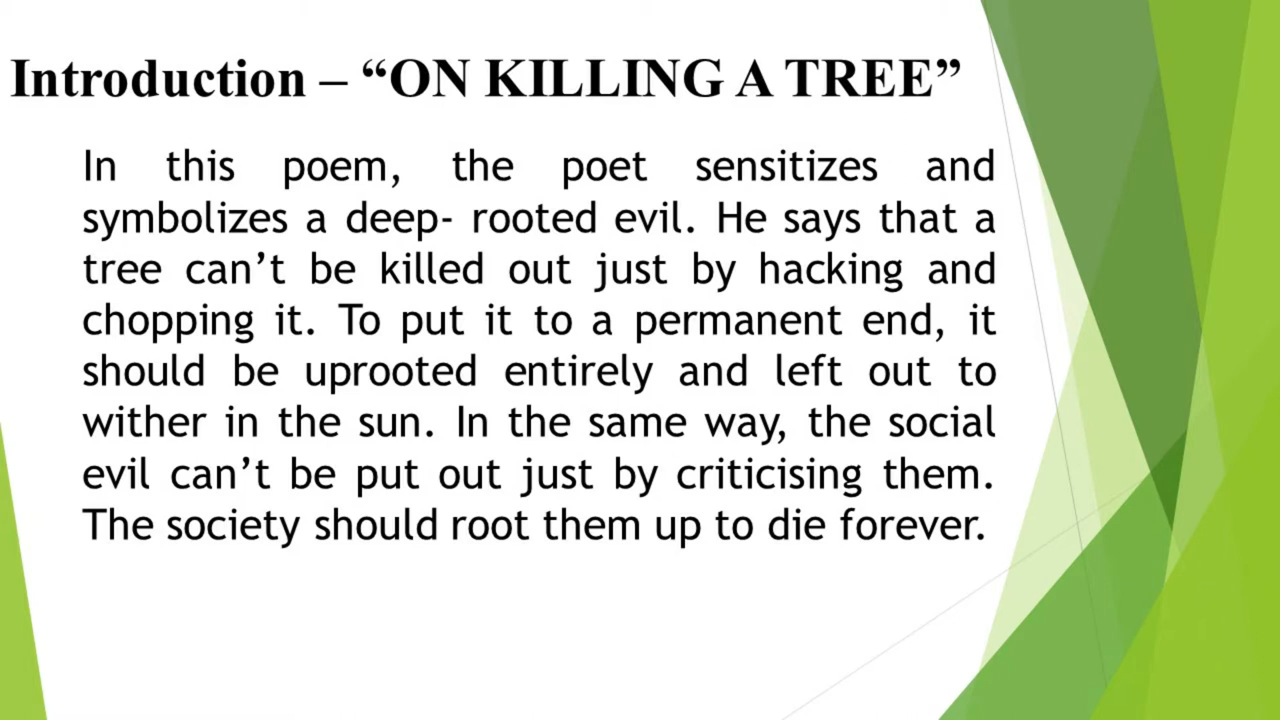 Introduction – “ON KILLING A TREE”
In this poem, the poet sensitizes and
symbolizes a deep- rooted evil. He says that a
tree can’t be killed out just by hacking and
chopping it. To put it to a permanent end, it
should be uprooted entirely and left out to
wither in the sun. In the same way, the social
evil can’t be put out just by criticising them.
The society should root them up to die forever.